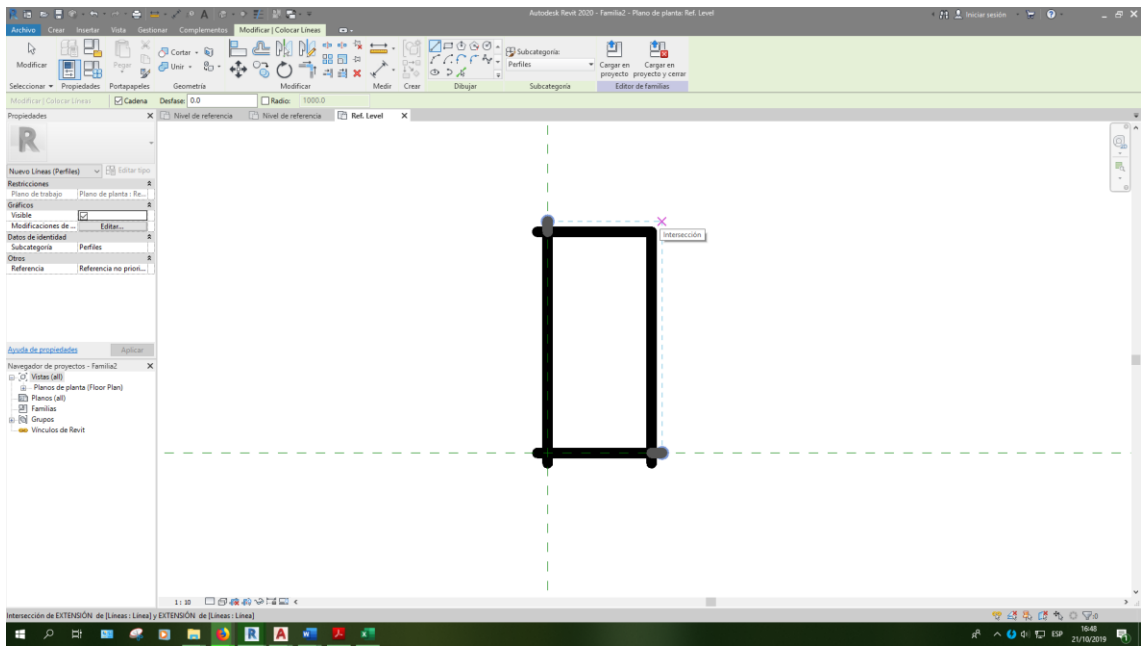 Autodesk Revit 2020 - Familia2 - Plano de planta: Ref. Level
Iniciar sesión
Archivo Crear Insertar Vista Gestionar Complementos Modificar | Colocar Líneas
Modificar
Pegar
Cortar
Unir
Subcategoría:
Perfiles
Cargar en proyecto
Cargar en proyecto y cerrar
Seleccionar Propiedades Portapapeles Geometría Modificar Medir Crear Dibujar Subcategoría Editor de familias
Modificar | Colocar Líneas Cadena Desfase: 0.0 Radio: 1000.0
Propiedades
Nivel de referencia Nivel de referencia Ref. Level
R
Nuevo Líneas (Perfiles) Editar tipo
Restricciones
Plano de trabajo Plano de planta : Re...
Gráficos
Visible
Modificaciones de ... Editar...
Datos de identidad
Subcategoría Perfiles
Otros
Referencia Referencia no priori...
Intersección
Ayuda de propiedades Aplicar
Navegador de proyectos - Familia2
Vistas (all)
Planos de planta (Floor Plan)
Planos (all)
Familias
Grupos
Vínculos de Revit
1 : 10
Intersección de EXTENSIÓN de [Líneas : Línea] y EXTENSIÓN de [Líneas : Línea]
:0
R A
ESP
16:48
21/10/2019